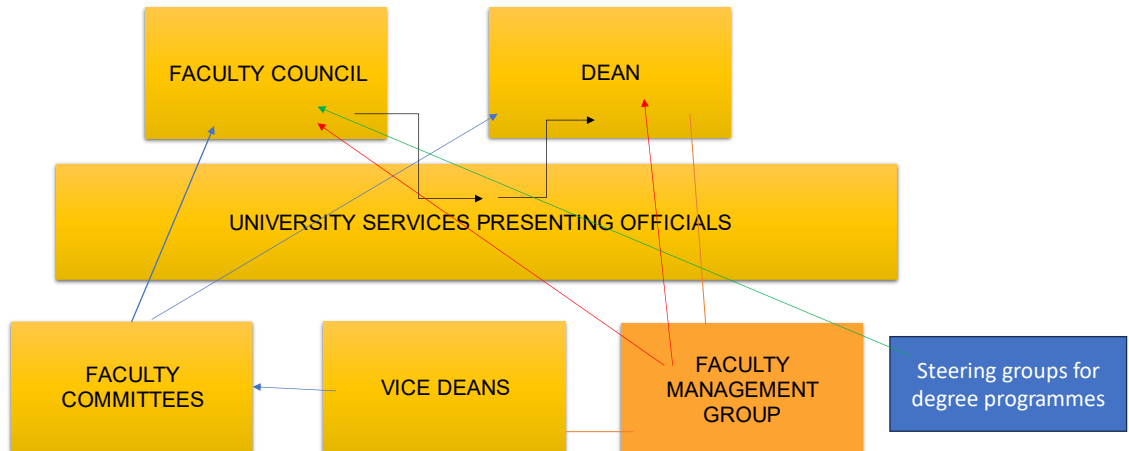 FACULTY COUNCIL
DEAN
UNIVERSITY SERVICES PRESENTING OFFICIALS
FACULTY
COMMITTEES
VICE DEANS
FACULTY
MANAGEMENT
GROUP
Steering groups for
degree programmes